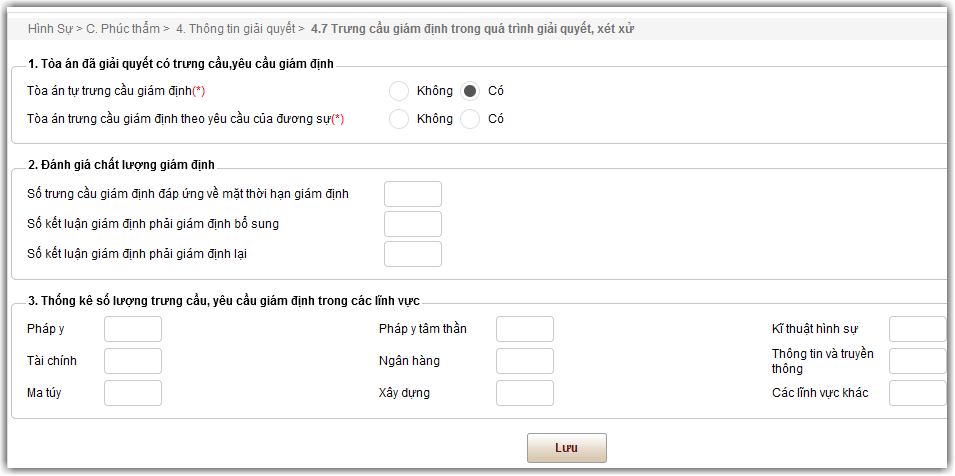 Hình Sự > C. Phúc thẩm > 4. Thông tin giải quyết > 4.7 Trưng cầu giám định trong quá trình giải quyết, xét xử
1. Tòa án đã giải quyết có trưng cầu,yêu cầu giám định
Tòa án tự trưng cầu giám định(*) Không Có
Tòa án trưng cầu giám định theo yêu cầu của đương sự(*) Không Có
2. Đánh giá chất lượng giám định
Số trưng cầu giám định đáp ứng về mặt thời hạn giám định
Số kết luận giám định phải giám định bổ sung
Số kết luận giám định phải giám định lại
3. Thống kê số lượng trưng cầu, yêu cầu giám định trong các lĩnh vực
Pháp y Pháp y tâm thần Kĩ thuật hình sự
Tài chính Ngân hàng Thông tin và truyền
thông
Ma túy Xây dựng Các lĩnh vực khác
Lưu